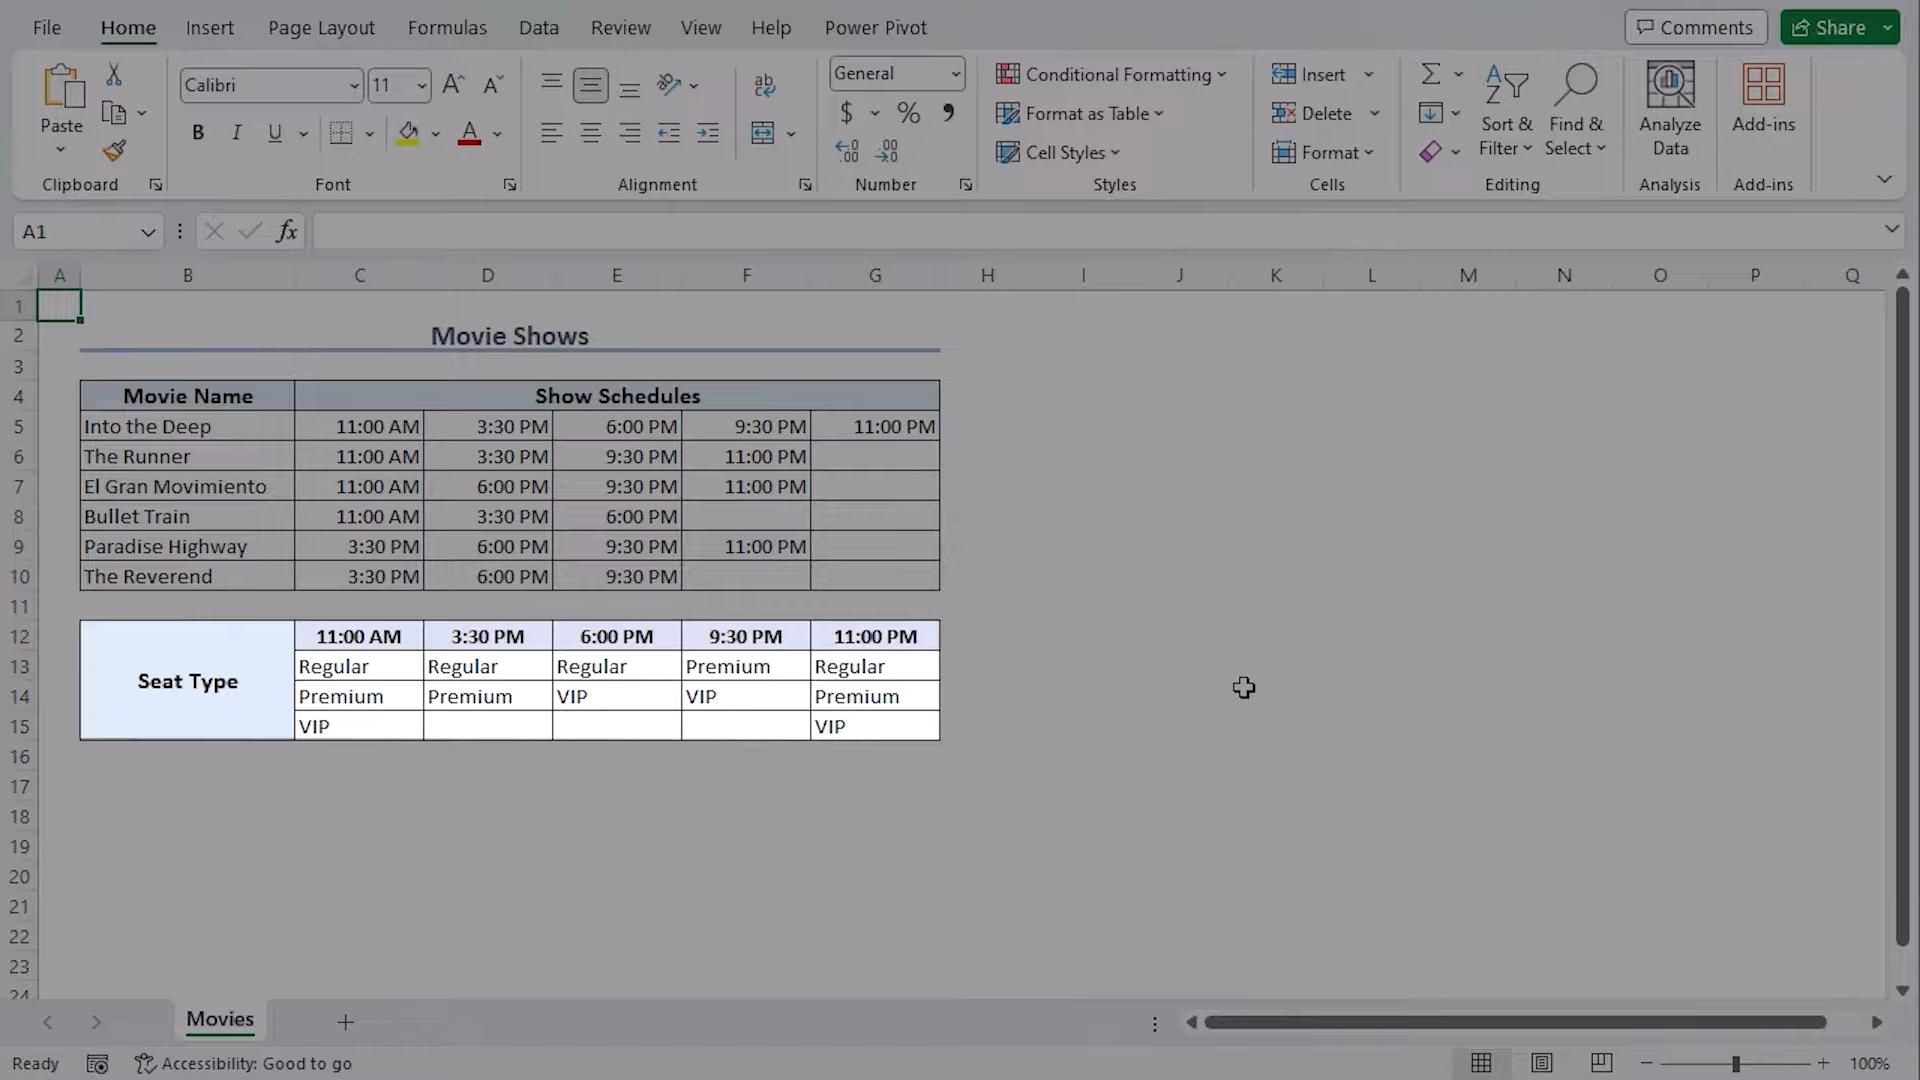 File Home Insert Page Layout Formulas Data Review View Help Power Pivot Comments Share
Calibri 11 ab General Conditional Formatting Insert Sort & Filter Find & Select Analyze Data Add-ins
Paste B I U A $ % , Format as Table Delete
.00 .00 Cell Styles Format
Clipboard Font Alignment Number Styles Cells Editing Analysis Add-ins
A1 fx
A B C D E F G H I J K L M N O P Q
1
2 Movie Shows
3
4 Movie Name Show Schedules
5 Into the Deep 11:00 AM 3:30 PM 6:00 PM 9:30 PM 11:00 PM
6 The Runner 11:00 AM 3:30 PM 9:30 PM 11:00 PM
7 El Gran Movimiento 11:00 AM 6:00 PM 9:30 PM 11:00 PM
8 Bullet Train 11:00 AM 3:30 PM 6:00 PM
9 Paradise Highway 3:30 PM 6:00 PM 9:30 PM 11:00 PM
10 The Reverend 3:30 PM 6:00 PM 9:30 PM
11
12 11:00 AM 3:30 PM 6:00 PM 9:30 PM 11:00 PM
13 Regular Regular Regular Premium Regular
Seat Type
14 Premium Premium VIP VIP Premium
15 VIP VIP
16
17
18
19
20
21
22
23
24
Movies
Ready Accessibility: Good to go 100%